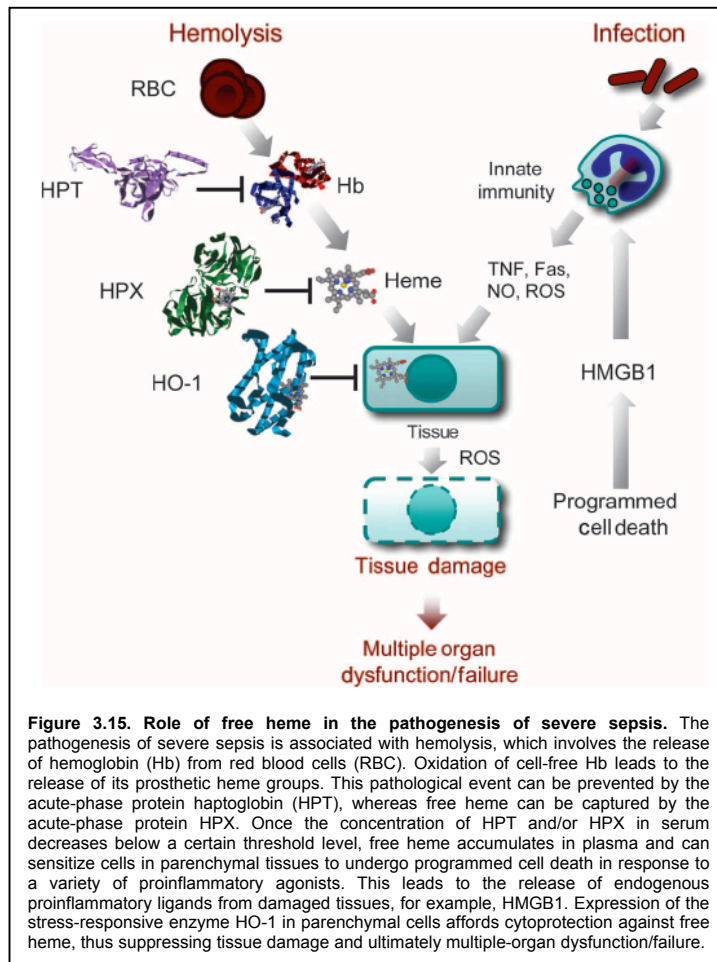 Hemolysis
Infection
RBC
HPT
Hb
Innate
immunity
HPX
Heme
TNF, Fas,
NO, ROS
HO-1
HMGB1
Tissue
ROS
Programmed
cell death
Tissue damage
Multiple organ
dysfunction/failure
Figure 3.15. Role of free heme in the pathogenesis of severe sepsis. The
pathogenesis of severe sepsis is associated with hemolysis, which involves the release
of hemoglobin (Hb) from red blood cells (RBC). Oxidation of cell-free Hb leads to the
release of its prosthetic heme groups. This pathological event can be prevented by the
acute-phase protein haptoglobin (HPT), whereas free heme can be captured by the
acute-phase protein HPX. Once the concentration of HPT and/or HPX in serum
decreases below a certain threshold level, free heme accumulates in plasma and can
sensitize cells in parenchymal tissues to undergo programmed cell death in response to
a variety of proinflammatory agonists. This leads to the release of endogenous
proinflammatory ligands from damaged tissues, for example, HMGB1. Expression of the
stress-responsive enzyme HO-1 in parenchymal cells affords cytoprotection against free
heme, thus suppressing tissue damage and ultimately multiple-organ dysfunction/failure.